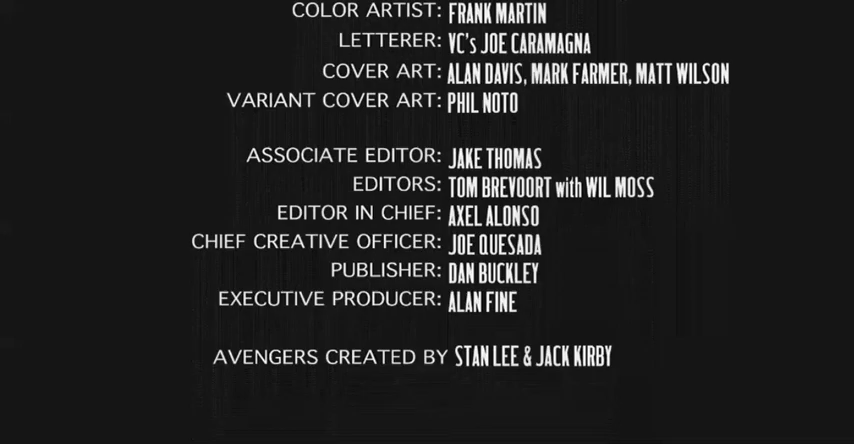 COLOR ARTIST: FRANK MARTIN
LETTERER: VC's JOE CARAMAGNA
COVER ART: ALAN DAVIS, MARK FARMER, MATT WILSON
VARIANT COVER ART: PHIL NOTO
ASSOCIATE EDITOR: JAKE THOMAS
EDITORS: TOM BREVOORT with WIL MOSS
EDITOR IN CHIEF: AXEL ALONSO
CHIEF CREATIVE OFFICER: JOE QUESADA
PUBLISHER: DAN BUCKLEY
EXECUTIVE PRODUCER: ALAN FINE
AVENGERS CREATED BY STAN LEE & JACK KIRBY